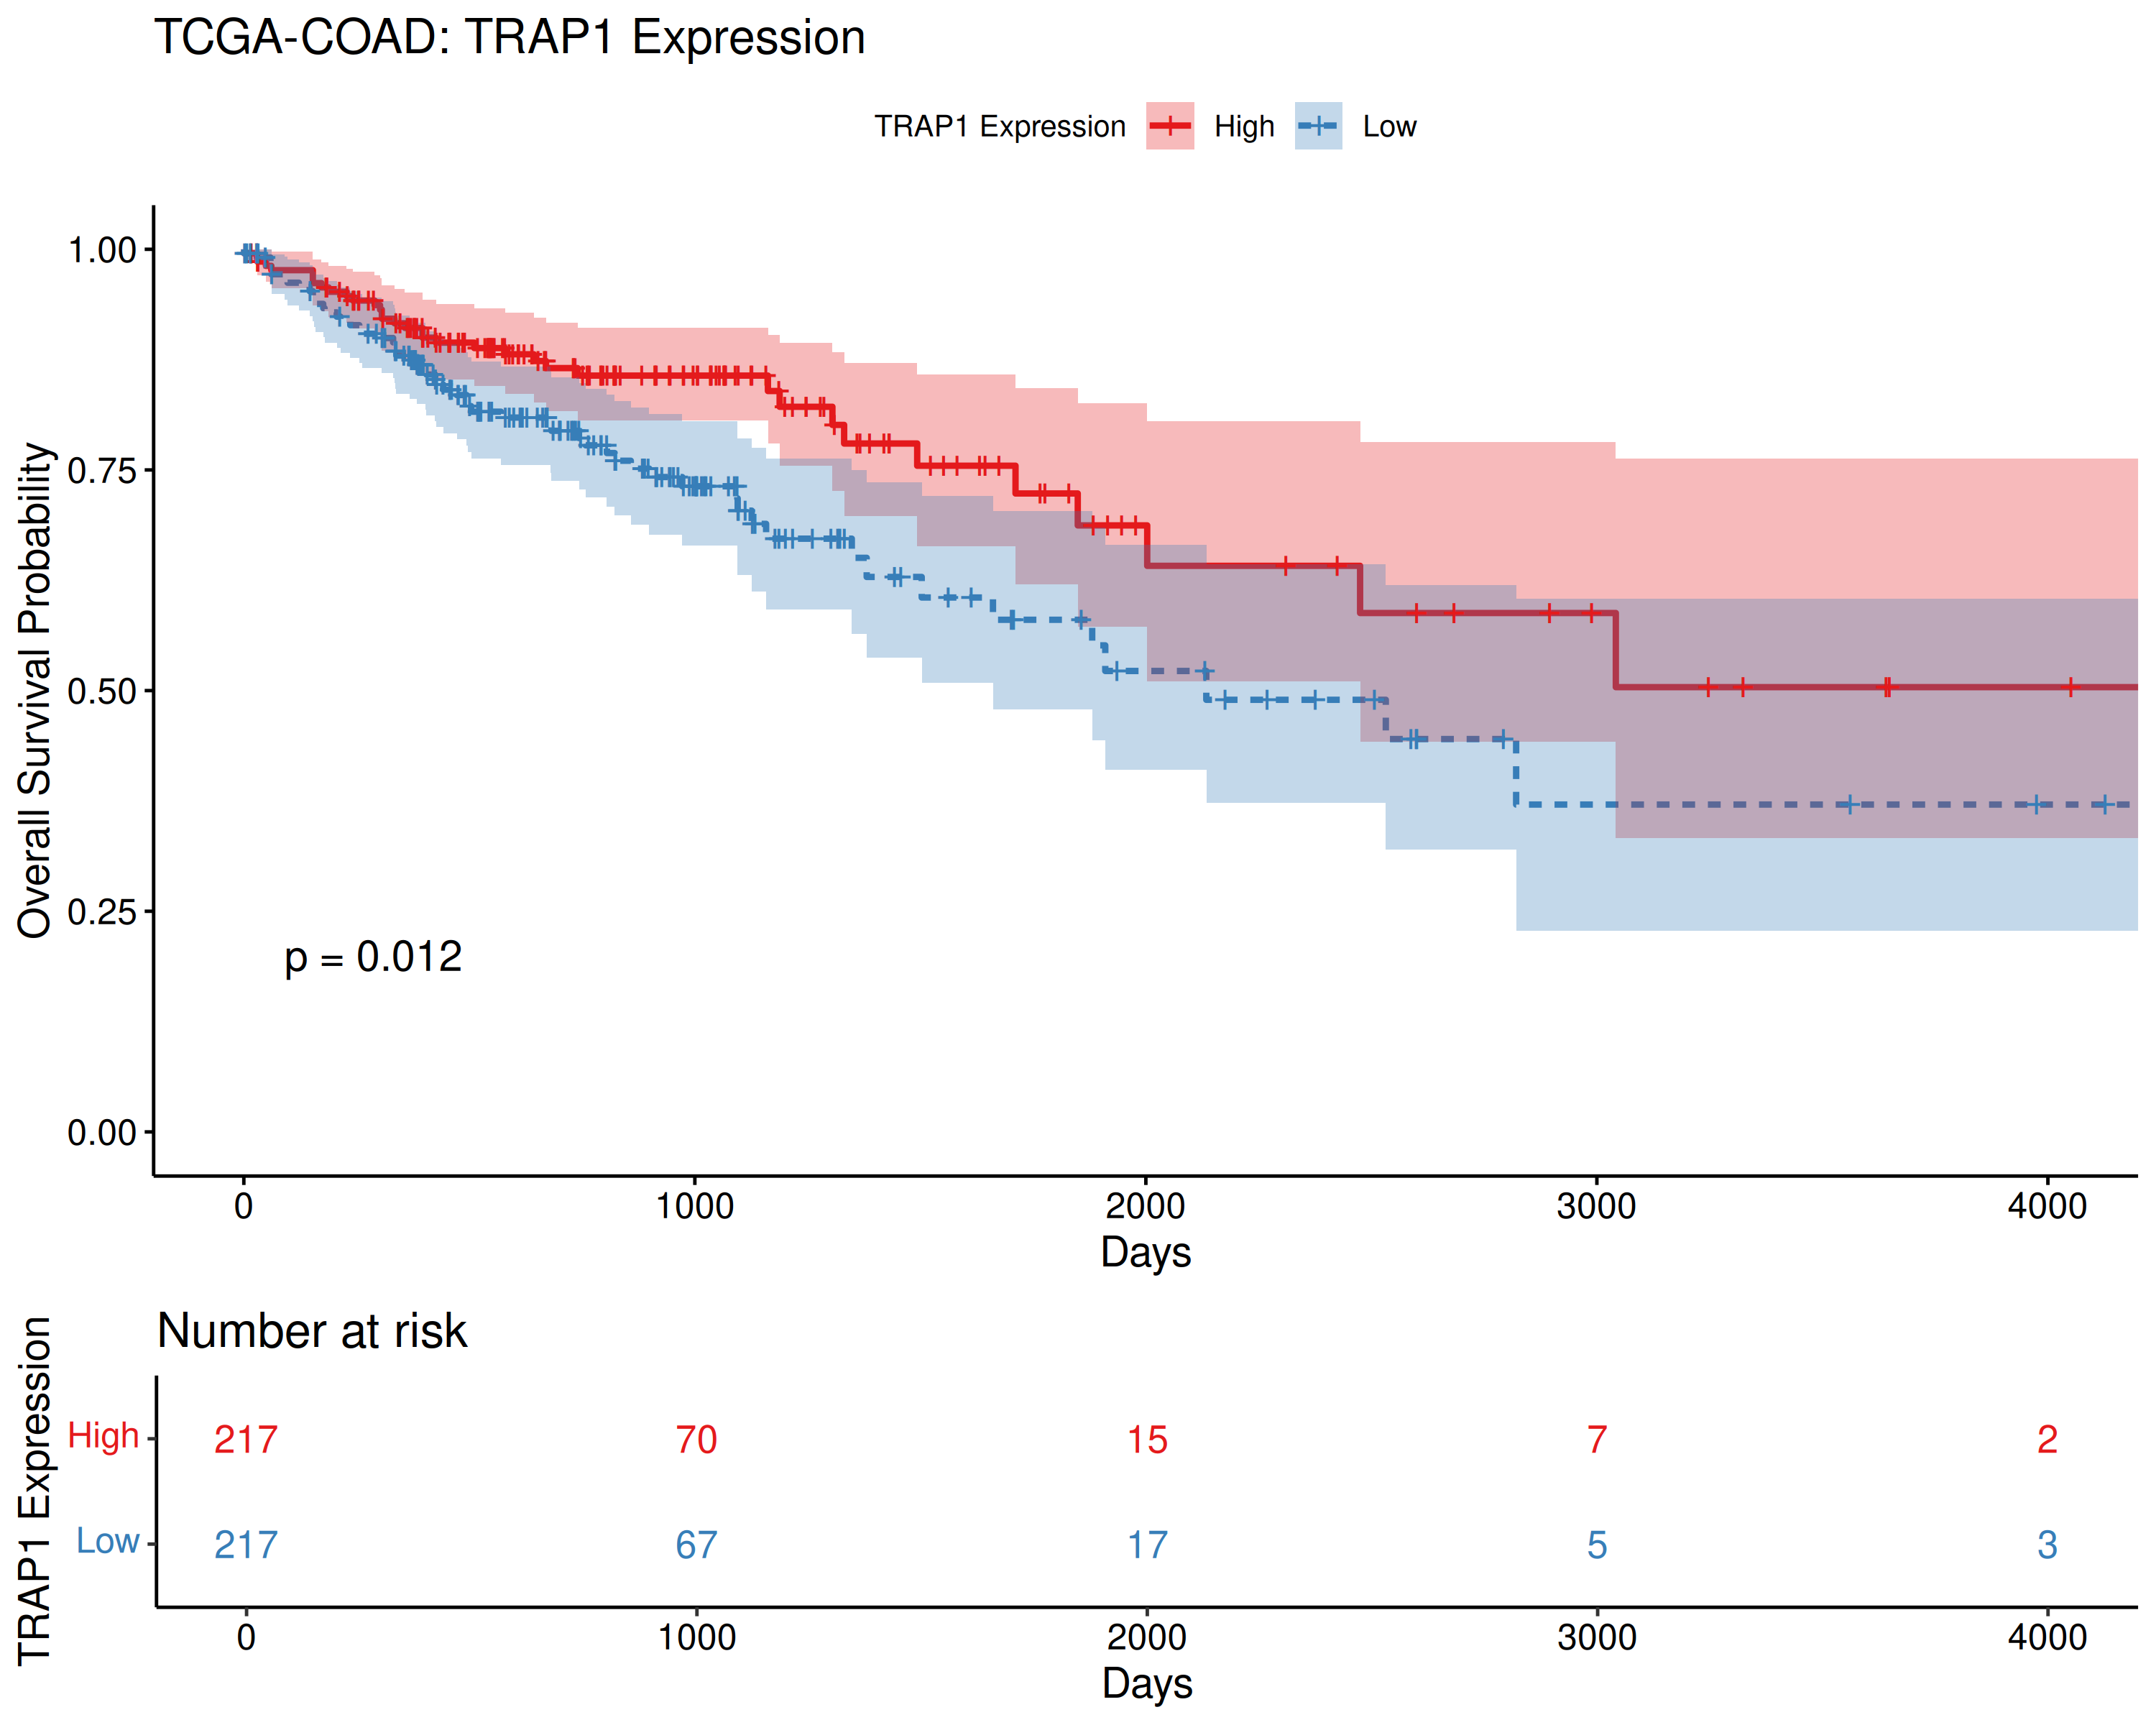 TCGA-COAD: TRAP1 Expression
TRAP1 Expression High Low
Overall Survival Probability
1.00
0.75
0.50
0.25
0.00
p = 0.012
0 1000 2000 3000 4000
Days
Number at risk
TRAP1 Expression
High 217 70 15 7 2
Low 217 67 17 5 3
0 1000 2000 3000 4000
Days